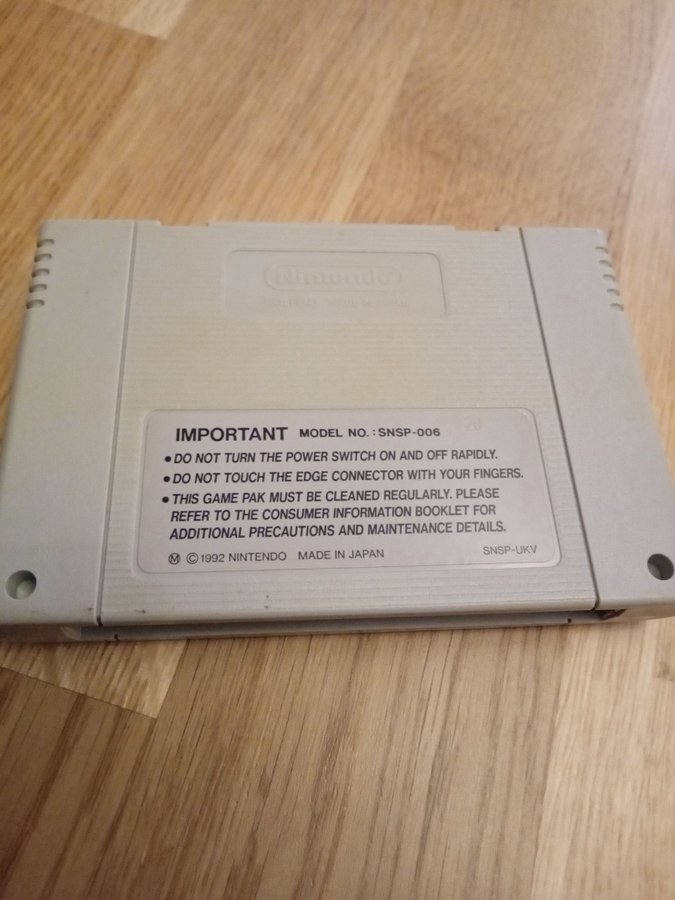 Nintendo
IMPORTANT MODEL NO.: SNSP-006
• DO NOT TURN THE POWER SWITCH ON AND OFF RAPIDLY.
• DO NOT TOUCH THE EDGE CONNECTOR WITH YOUR FINGERS.
• THIS GAME PAK MUST BE CLEANED REGULARLY. PLEASE
REFER TO THE CONSUMER INFORMATION BOOKLET FOR
ADDITIONAL PRECAUTIONS AND MAINTENANCE DETAILS.
Ⓜ © 1992 NINTENDO MADE IN JAPAN SNSP-UKV